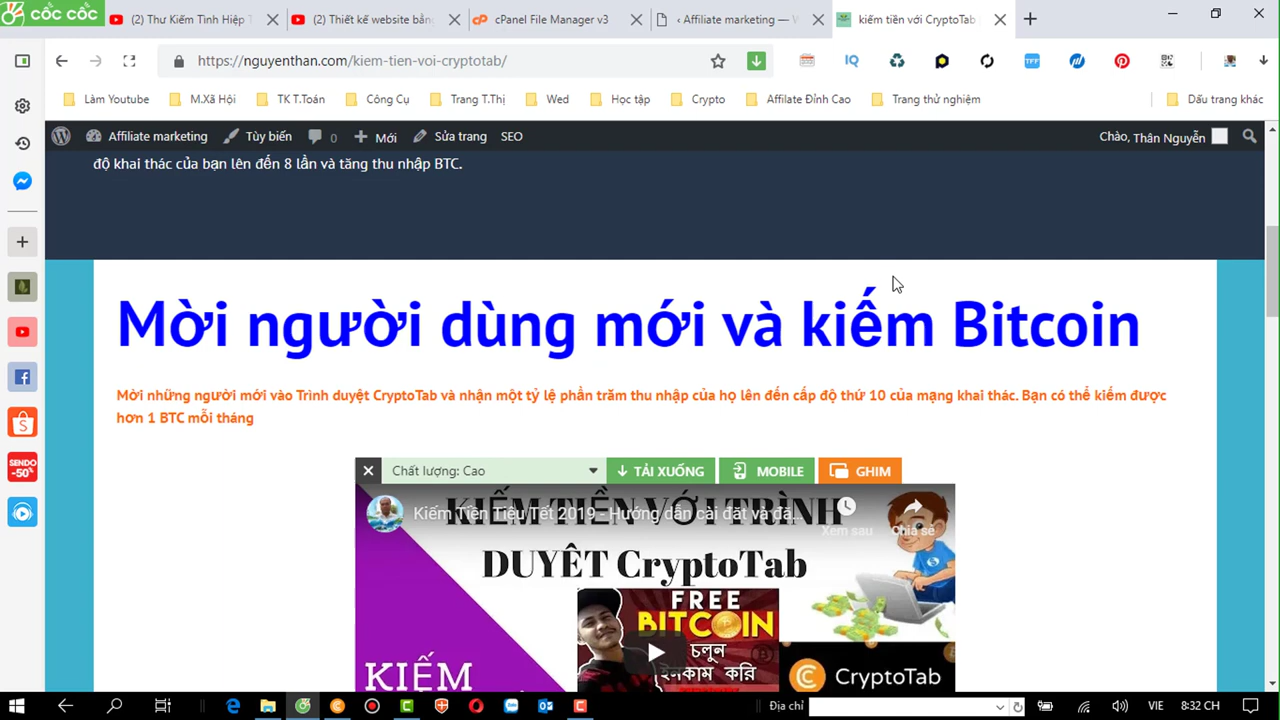 cốc cốc
(2) Thư Kiếm Tình Hiệp T
(2) Thiết kế website bằng
cPanel File Manager v3
‹ Affiliate marketing — W
kiếm tiền với CryptoTab
https://nguyenthan.com/kiem-tien-voi-cryptotab/
IQ
TFF
Làm Youtube
M.Xã Hội
TK T.Toán
Công Cụ
Trang T.Thị
Wed
Học tập
Crypto
Affilate Đỉnh Cao
Trang thử nghiệm
Dấu trang khác
Affiliate marketing
Tùy biến
0
Mới
Sửa trang
SEO
Chào, Thân Nguyễn
độ khai thác của bạn lên đến 8 lần và tăng thu nhập BTC.
Mời người dùng mới và kiếm Bitcoin
Mời những người mới vào Trình duyệt CryptoTab và nhận một tỷ lệ phần trăm thu nhập của họ lên đến cấp độ thứ 10 của mạng khai thác. Bạn có thể kiếm được
hơn 1 BTC mỗi tháng
Chất lượng: Cao
TẢI XUỐNG
MOBILE
GHIM
KIẾM TIỀN VỚI TRÌNH
Kiếm Tiền Tiêu Tết 2019 - Hướng dẫn cài đặt và đă...
Xem sau
Chia sẻ
DUYỆT CryptoTab
FREE
BITCOIN
চলুন
ইনকাম করি
KIẾM
CryptoTab
SENDO
-50%
Địa chỉ
VIE
8:32 CH